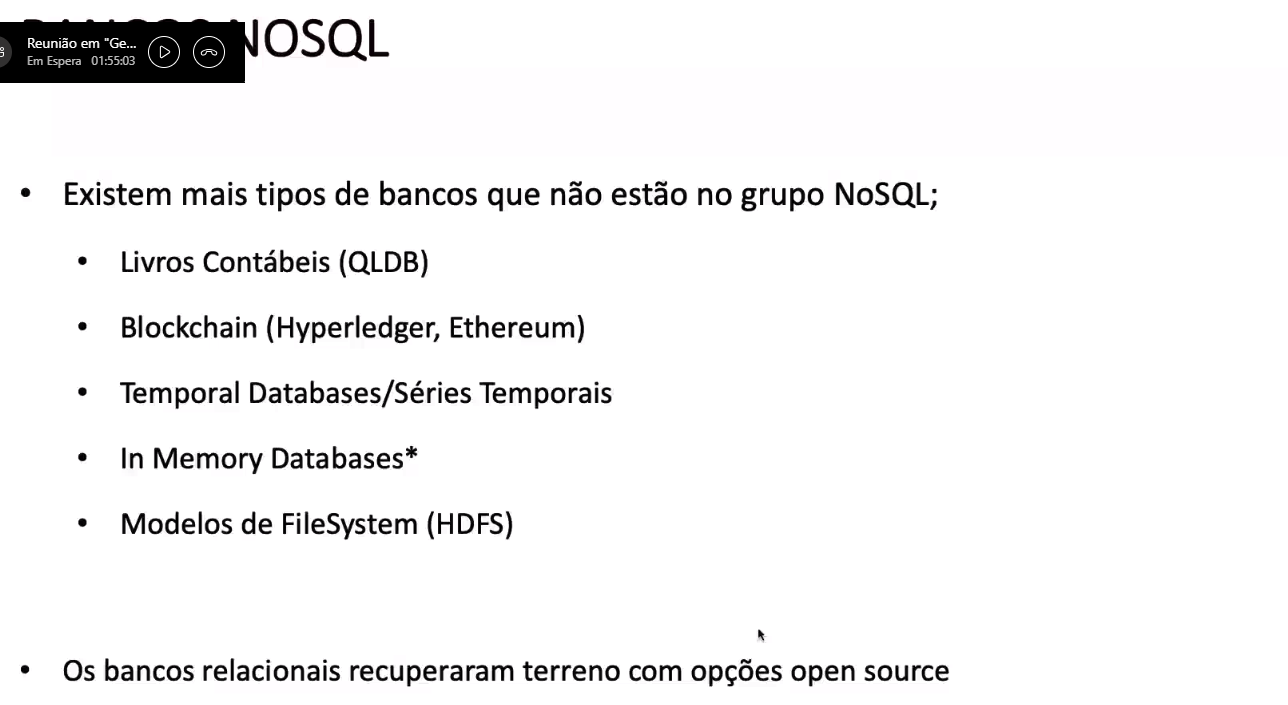 NOSQL
Reunião em "Ge...
Em Espera 01:55:03
• Existem mais tipos de bancos que não estão no grupo NoSQL;
• Livros Contábeis (QLDB)
• Blockchain (Hyperledger, Ethereum)
• Temporal Databases/Séries Temporais
• In Memory Databases*
• Modelos de FileSystem (HDFS)
• Os bancos relacionais recuperaram terreno com opções open source